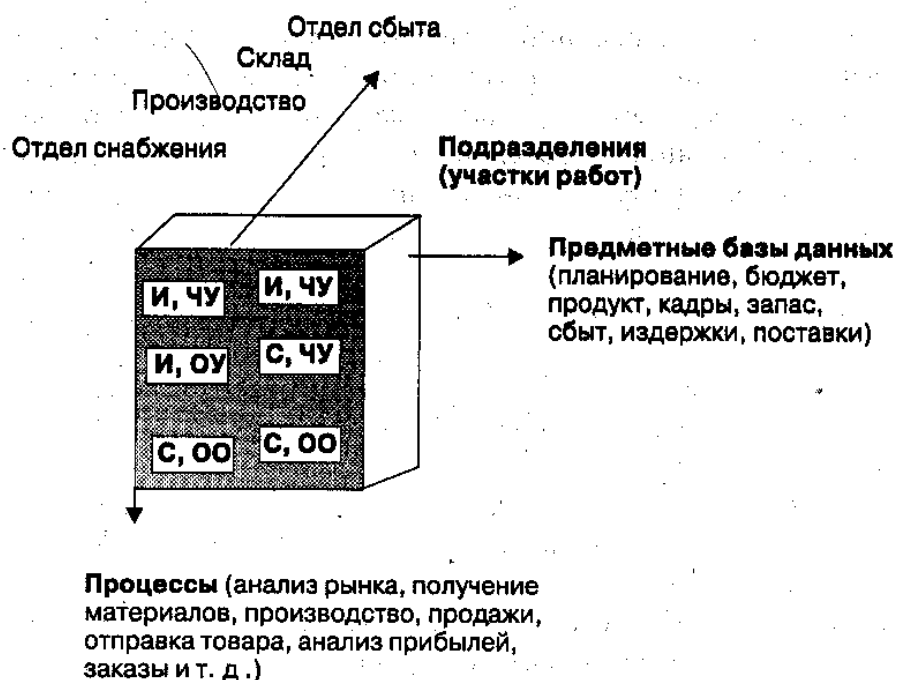 Отдел сбыта
Склад
Производство
Отдел снабжения
Подразделения
(участки работ)
Предметные базы данных
(планирование, бюджет,
продукт, кадры, запас,
сбыт, издержки, поставки)
И, ЧУ
И, ЧУ
И, ОУ
С, ЧУ
С, ОО
С, ОО
Процессы (анализ рынка, получение
материалов, производство, продажи,
отправка товара, анализ прибылей,
заказы и т. д .)